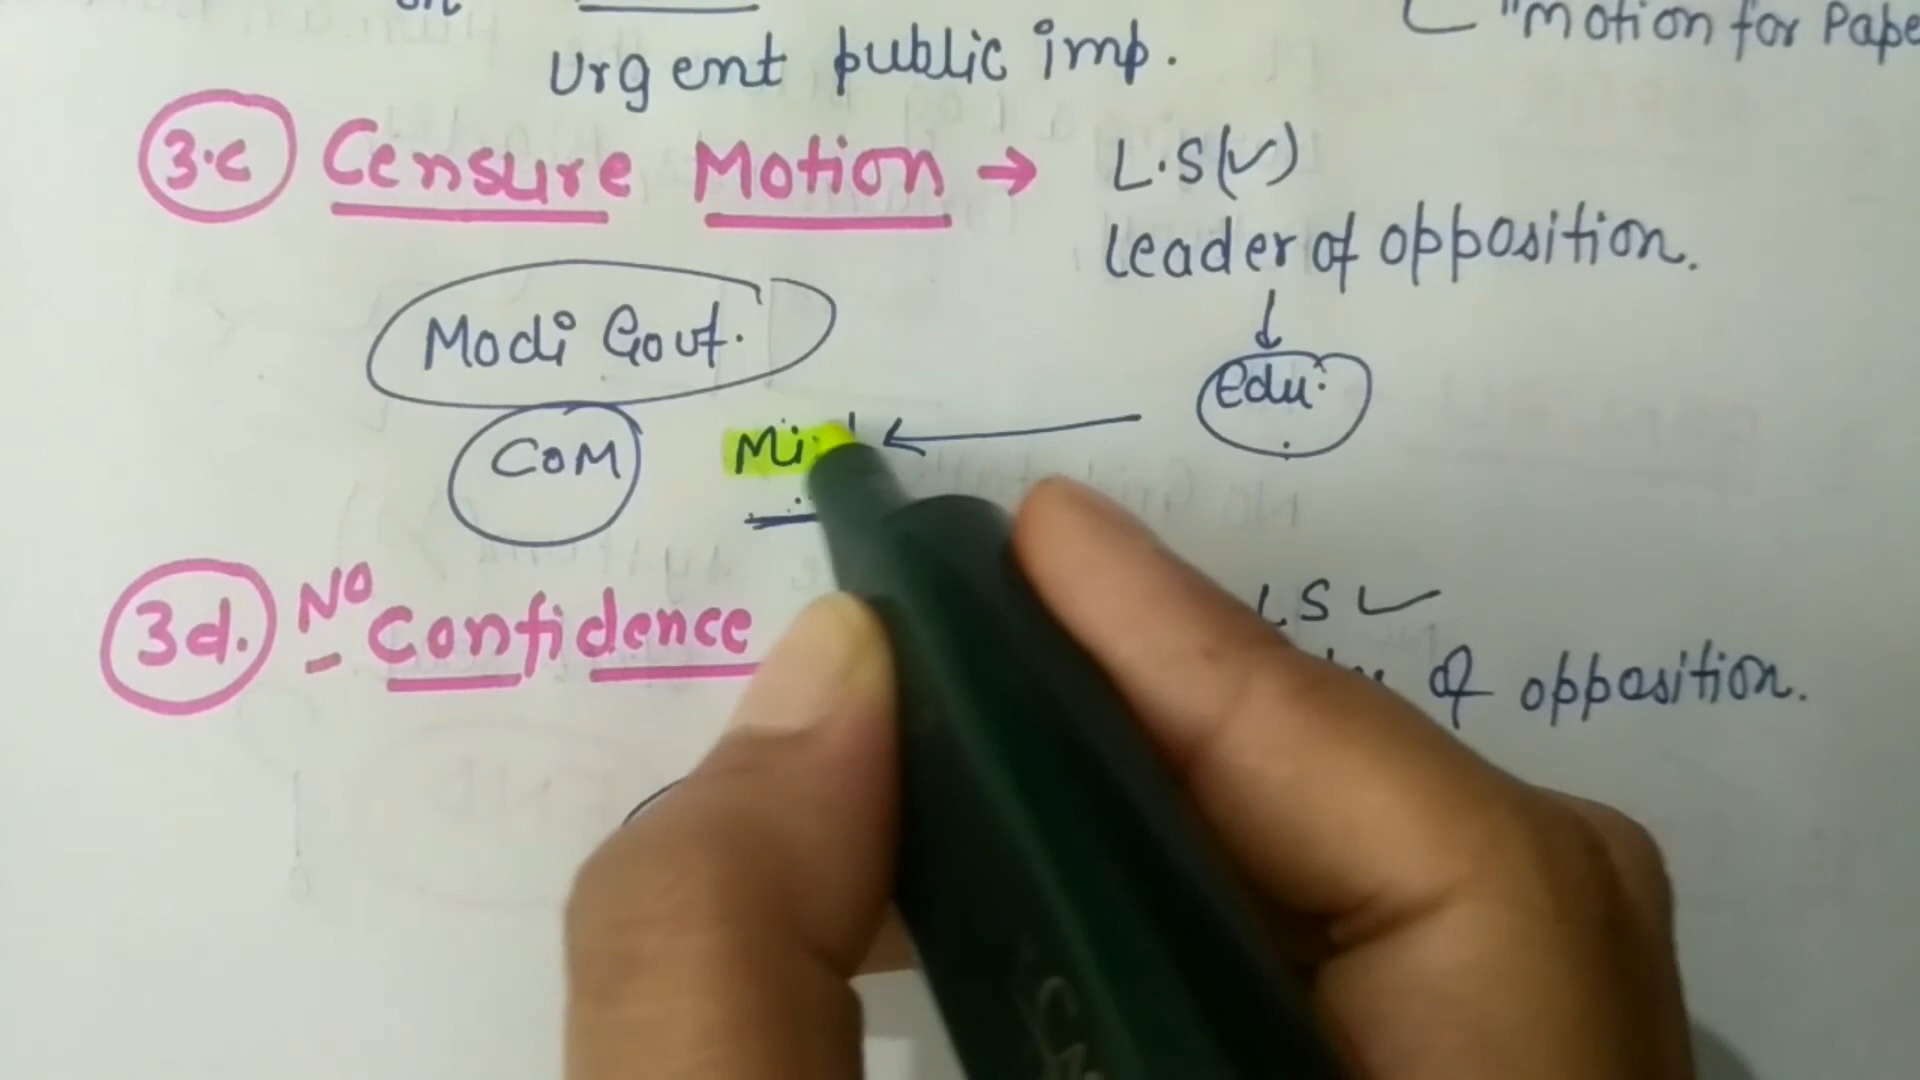 "Motion for Pape
Urgent public imp.
3.c Censure Motion → L.S(✓)
leader of opposition.
Modi Govt.
edu.
COM
Mi
3d. No Confidence
LS ✓
of opposition.